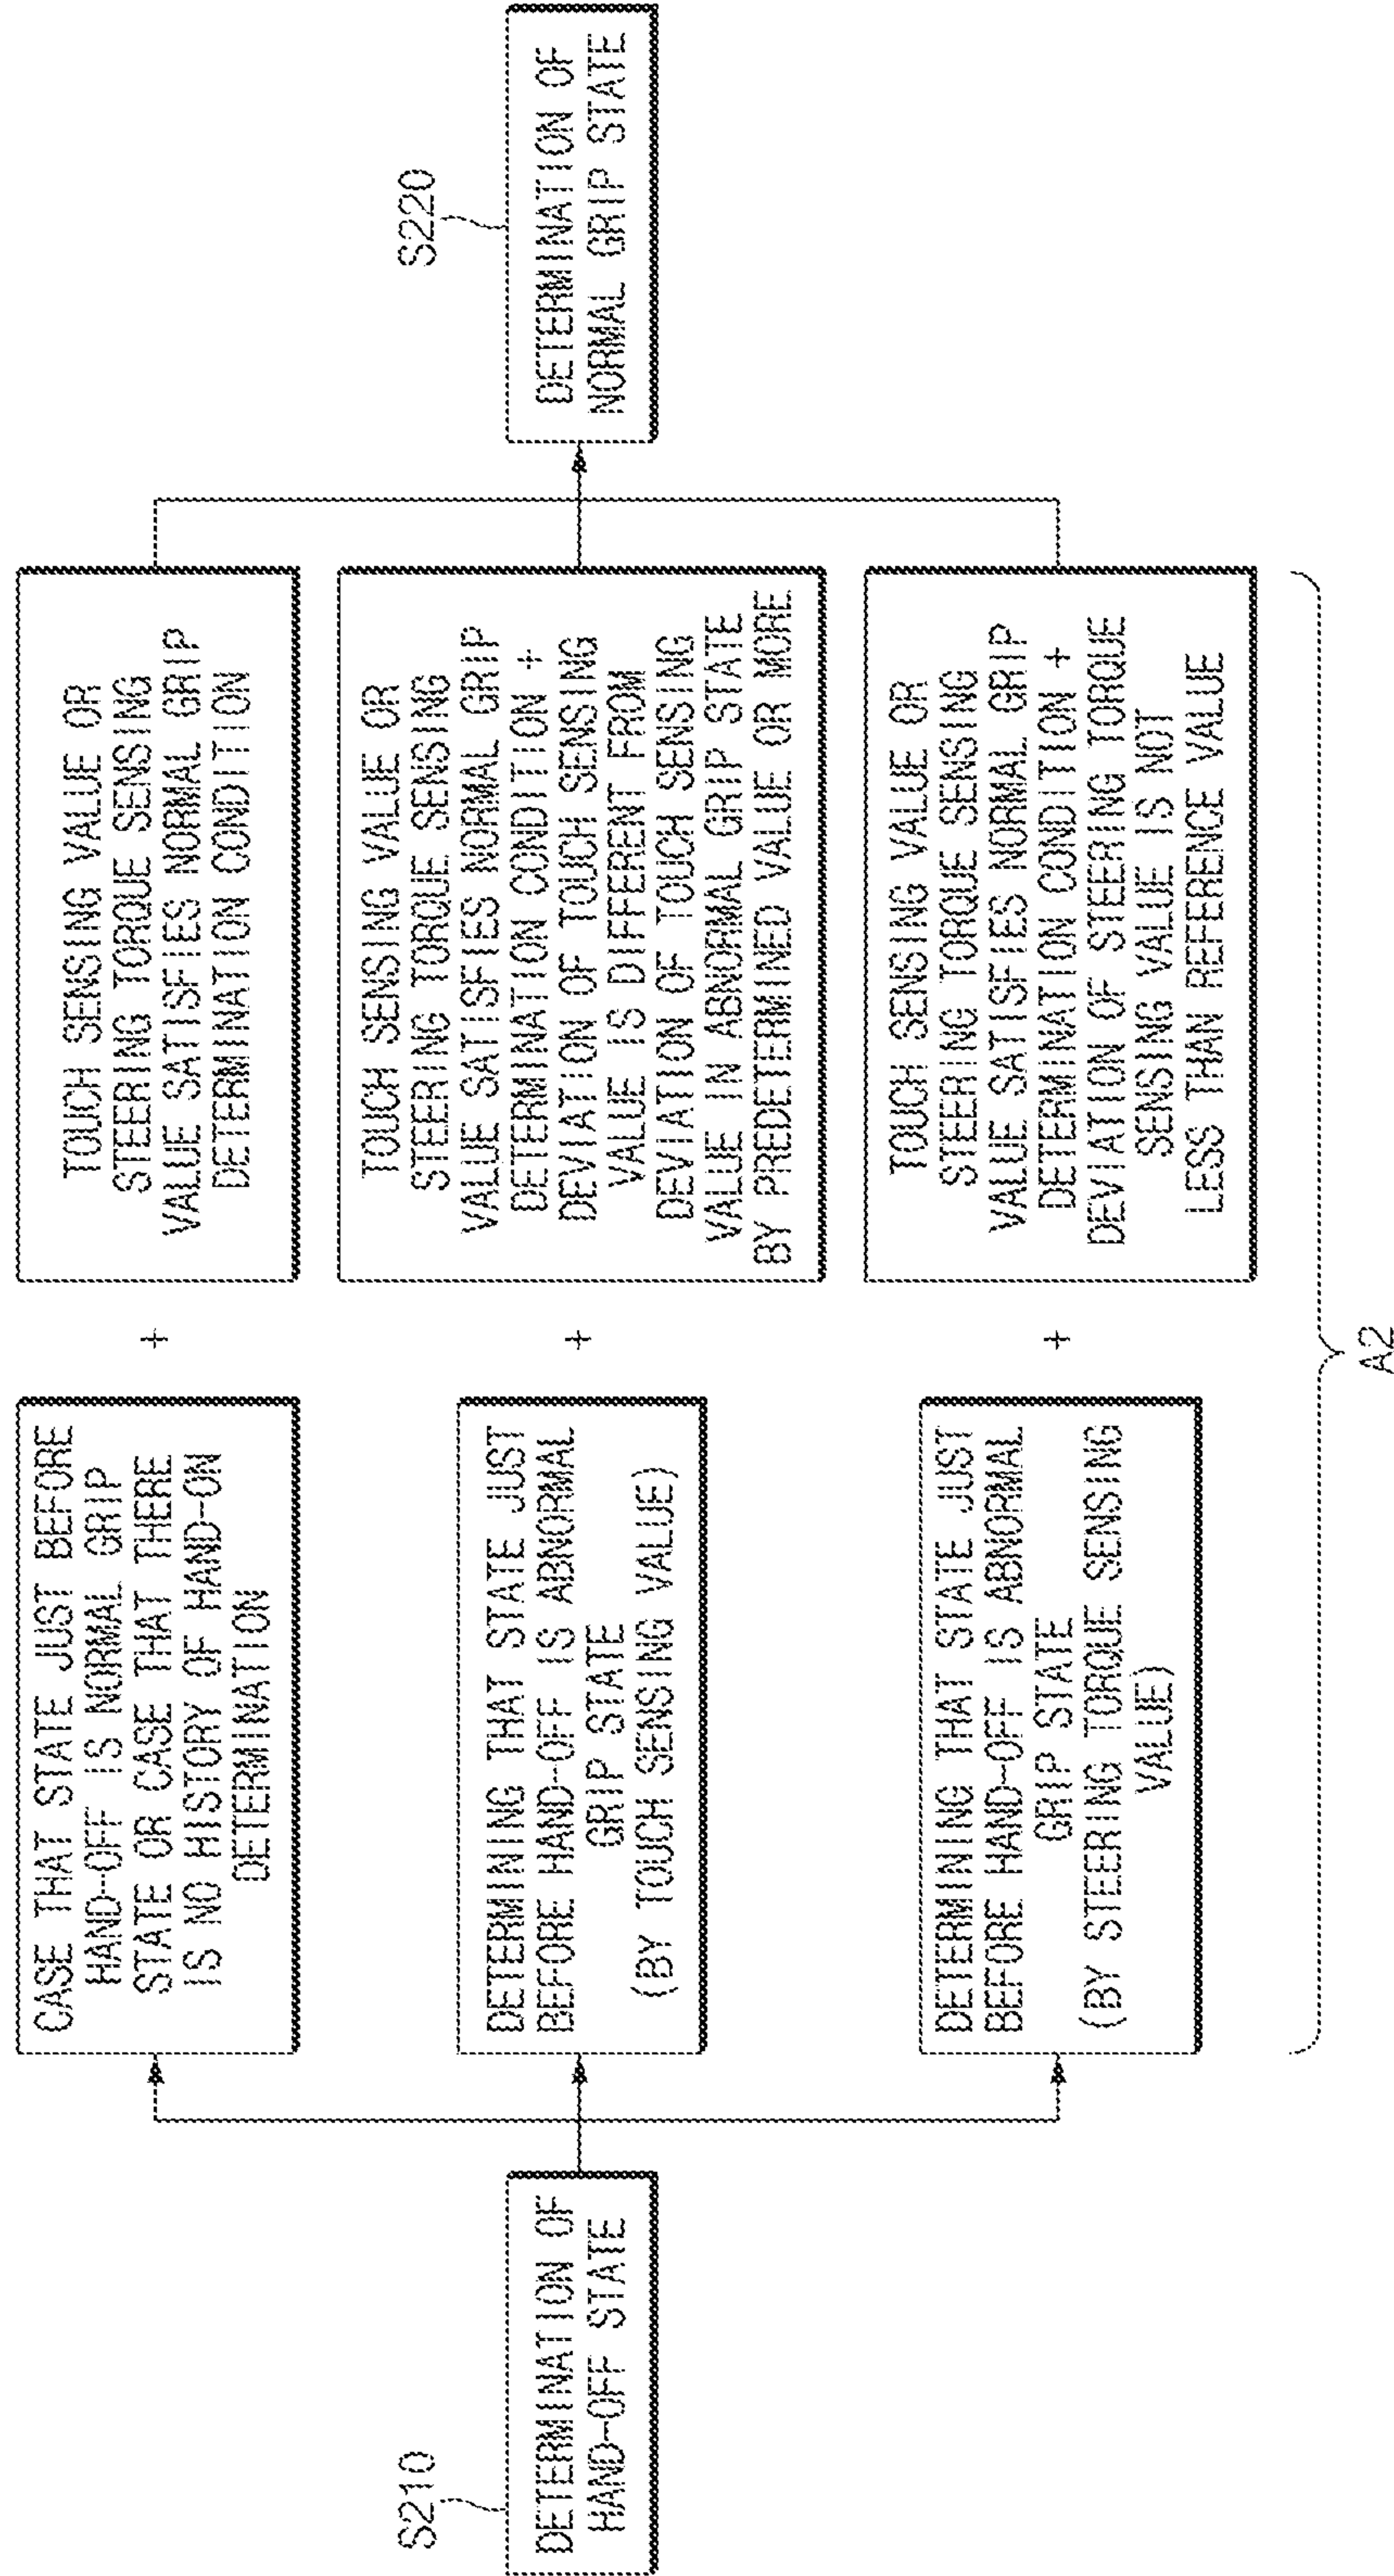 S210
DETERMINATION OF
HAND-OFF STATE
CASE THAT STATE JUST BEFORE
HAND-OFF IS NORMAL GRIP
STATE OR CASE THAT THERE
IS NO HISTORY OF HAND-ON
DETERMINATION
+
TOUCH SENSING VALUE OR
STEERING TORQUE SENSING
VALUE SATISFIES NORMAL GRIP
DETERMINATION CONDITION
DETERMINING THAT STATE JUST
BEFORE HAND-OFF IS ABNORMAL
GRIP STATE
(BY TOUCH SENSING VALUE)
+
TOUCH SENSING VALUE OR
STEERING TORQUE SENSING
VALUE SATISFIES NORMAL GRIP
DETERMINATION CONDITION +
DEVIATION OF TOUCH SENSING
VALUE IS DIFFERENT FROM
DEVIATION OF TOUCH SENSING
VALUE IN ABNORMAL GRIP STATE
BY PREDETERMINED VALUE OR MORE
DETERMINING THAT STATE JUST
BEFORE HAND-OFF IS ABNORMAL
GRIP STATE
(BY STEERING TORQUE SENSING
VALUE)
+
TOUCH SENSING VALUE OR
STEERING TORQUE SENSING
VALUE SATISFIES NORMAL GRIP
DETERMINATION CONDITION +
DEVIATION OF STEERING TORQUE
SENSING VALUE IS NOT
LESS THAN REFERENCE VALUE
A2
S220
DETERMINATION OF
NORMAL GRIP STATE